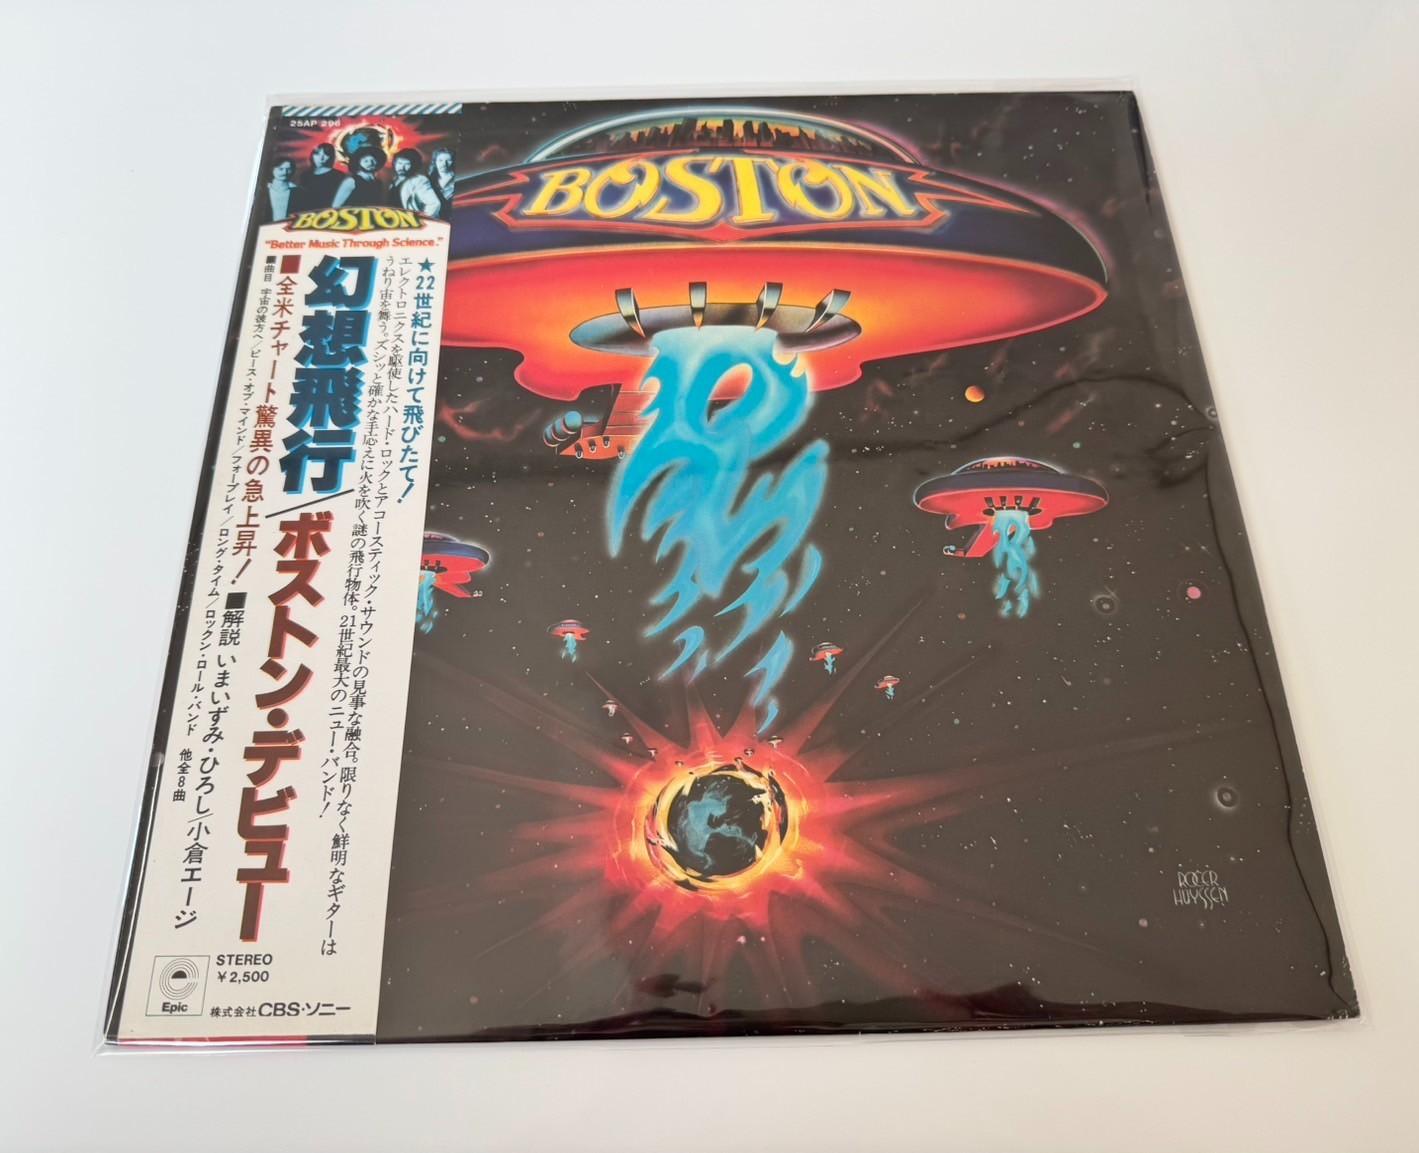 25AP 296
BOSTON
"Better Music Through Science."
★22世紀に向けて飛びたて!
エレクトロニクスを駆使したハード・ロックとアコースティック・サウンドの見事な融合。限りなく鮮明なギターは
うねり宙を舞う。ズシッと確かな手応えに火を吹く謎の飛行物体。21世紀最大のニュー・バンド!
幻想飛行/ボストン・デビュー
■全米チャート驚異の急上昇!
■解説 いまいずみ・ひろし/小倉エージ
■曲目 宇宙の彼方へ/ピース・オブ・マインド/フォープレイ/ロング・タイム/ロックン・ロール・バンド 他全8曲
Epic
STEREO
¥2,500
株式会社CBS・ソニー
BOSTON
ROGER
HUYSSEN